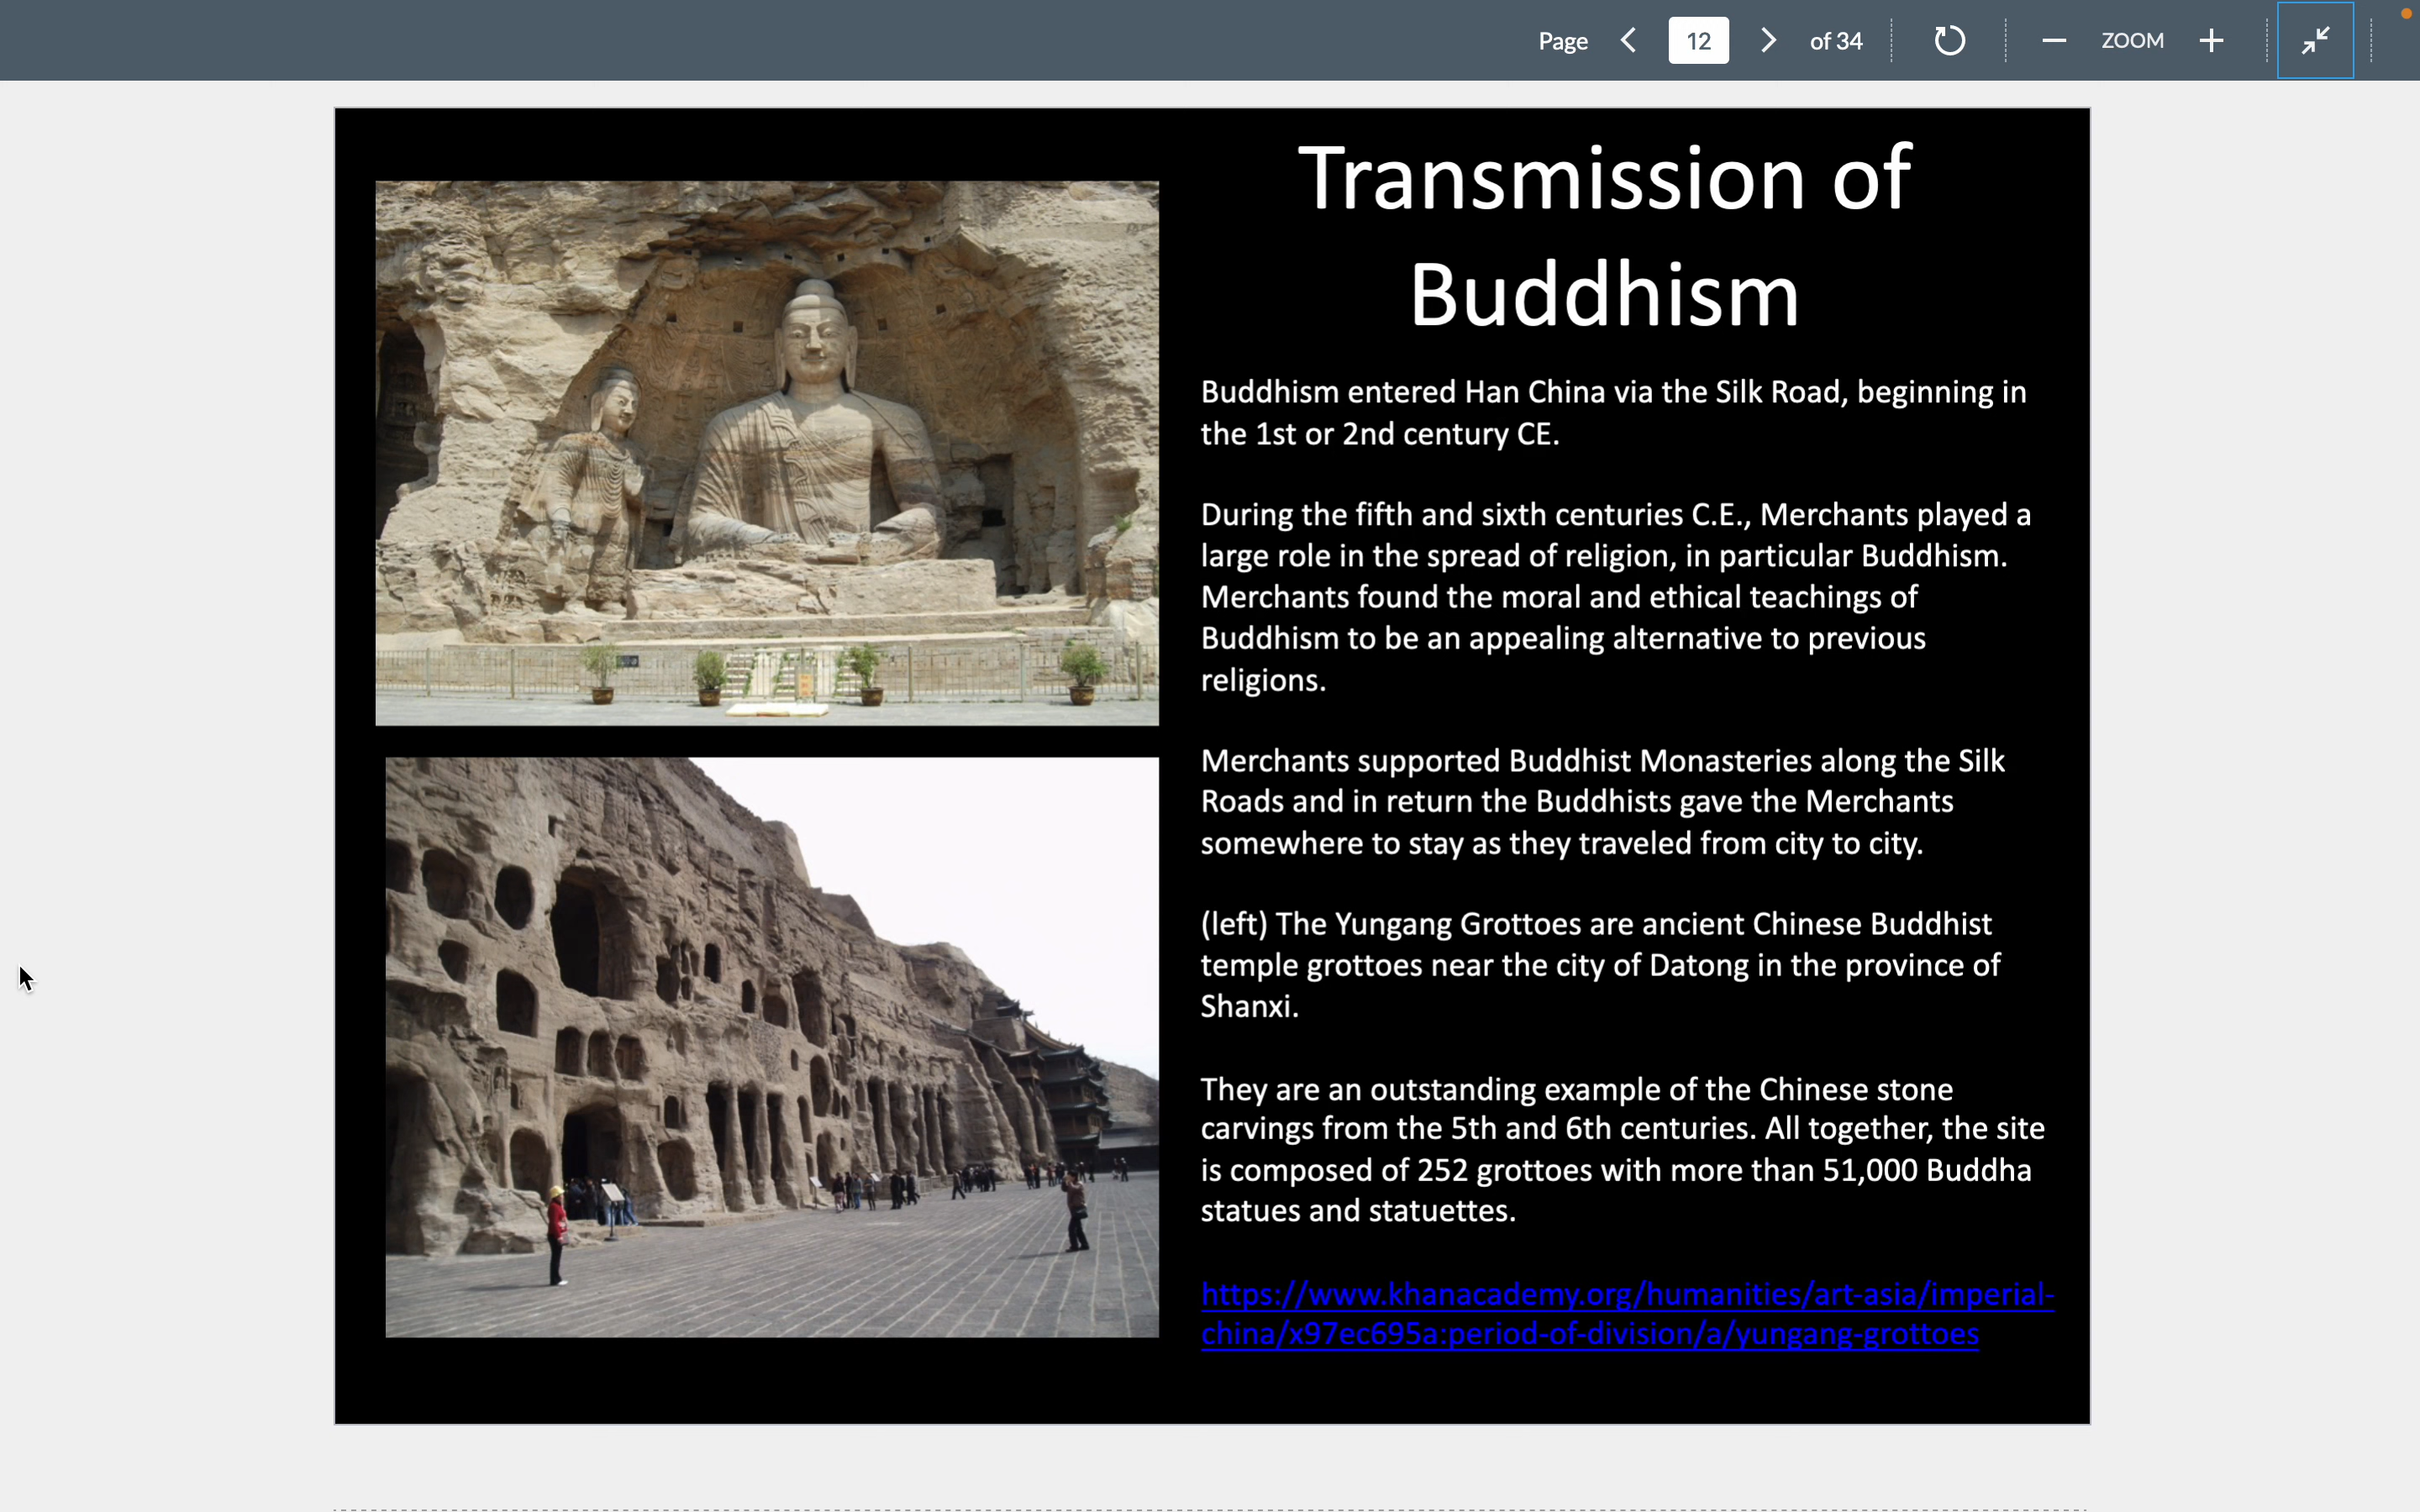 Page 12 of 34 ZOOM
Transmission of
Buddhism
Buddhism entered Han China via the Silk Road, beginning in
the 1st or 2nd century CE.
During the fifth and sixth centuries C.E., Merchants played a
large role in the spread of religion, in particular Buddhism.
Merchants found the moral and ethical teachings of
Buddhism to be an appealing alternative to previous
religions.
Merchants supported Buddhist Monasteries along the Silk
Roads and in return the Buddhists gave the Merchants
somewhere to stay as they traveled from city to city.
(left) The Yungang Grottoes are ancient Chinese Buddhist
temple grottoes near the city of Datong in the province of
Shanxi.
They are an outstanding example of the Chinese stone
carvings from the 5th and 6th centuries. All together, the site
is composed of 252 grottoes with more than 51,000 Buddha
statues and statuettes.
https://www.khanacademy.org/humanities/art-asia/imperial-
china/x97ec695a:period-of-division/a/yungang-grottoes